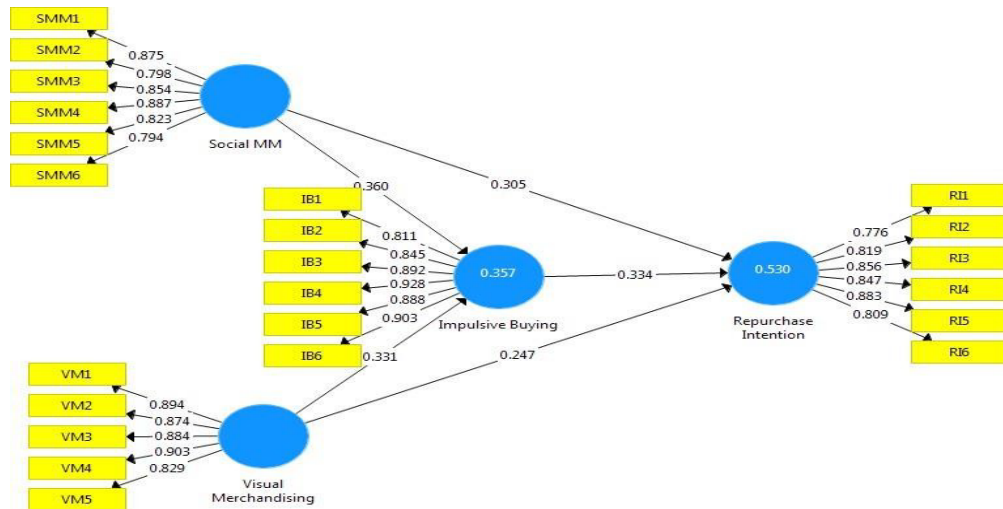 SMM1
SMM2
SMM3
SMM4
SMM5
SMM6
0.875
0.798
0.854
0.887
0.823
0.794
Social MM
0.360
0.305
IB1
IB2
IB3
IB4
IB5
IB6
0.811
0.845
0.892
0.928
0.888
0.903
0.357
Impulsive Buying
0.334
0.331
0.247
0.530
Repurchase
Intention
0.776
0.819
0.856
0.847
0.883
0.809
RI1
RI2
RI3
RI4
RI5
RI6
VM1
VM2
VM3
VM4
VM5
0.894
0.874
0.884
0.903
0.829
Visual
Merchandising